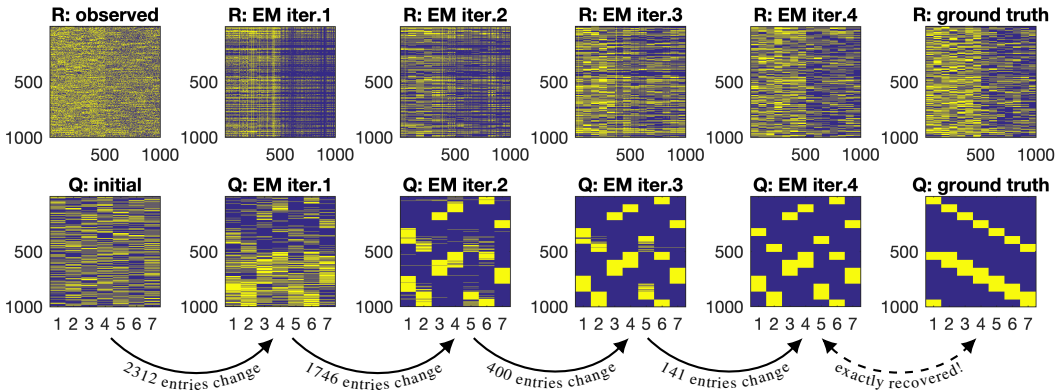 R: observed R: EM iter.1 R: EM iter.2 R: EM iter.3 R: EM iter.4 R: ground truth
500 500 500 500 500 500
1000 1000 1000 1000 1000 1000
500 1000 500 1000 500 1000 500 1000 500 1000 500 1000
Q: initial Q: EM iter.1 Q: EM iter.2 Q: EM iter.3 Q: EM iter.4 Q: ground truth
500 500 500 500 500 500
1000 1000 1000 1000 1000 1000
1 2 3 4 5 6 7 1 2 3 4 5 6 7 1 2 3 4 5 6 7 1 2 3 4 5 6 7 1 2 3 4 5 6 7 1 2 3 4 5 6 7
2312 entries change 1746 entries change 400 entries change 141 entries change exactly recovered!